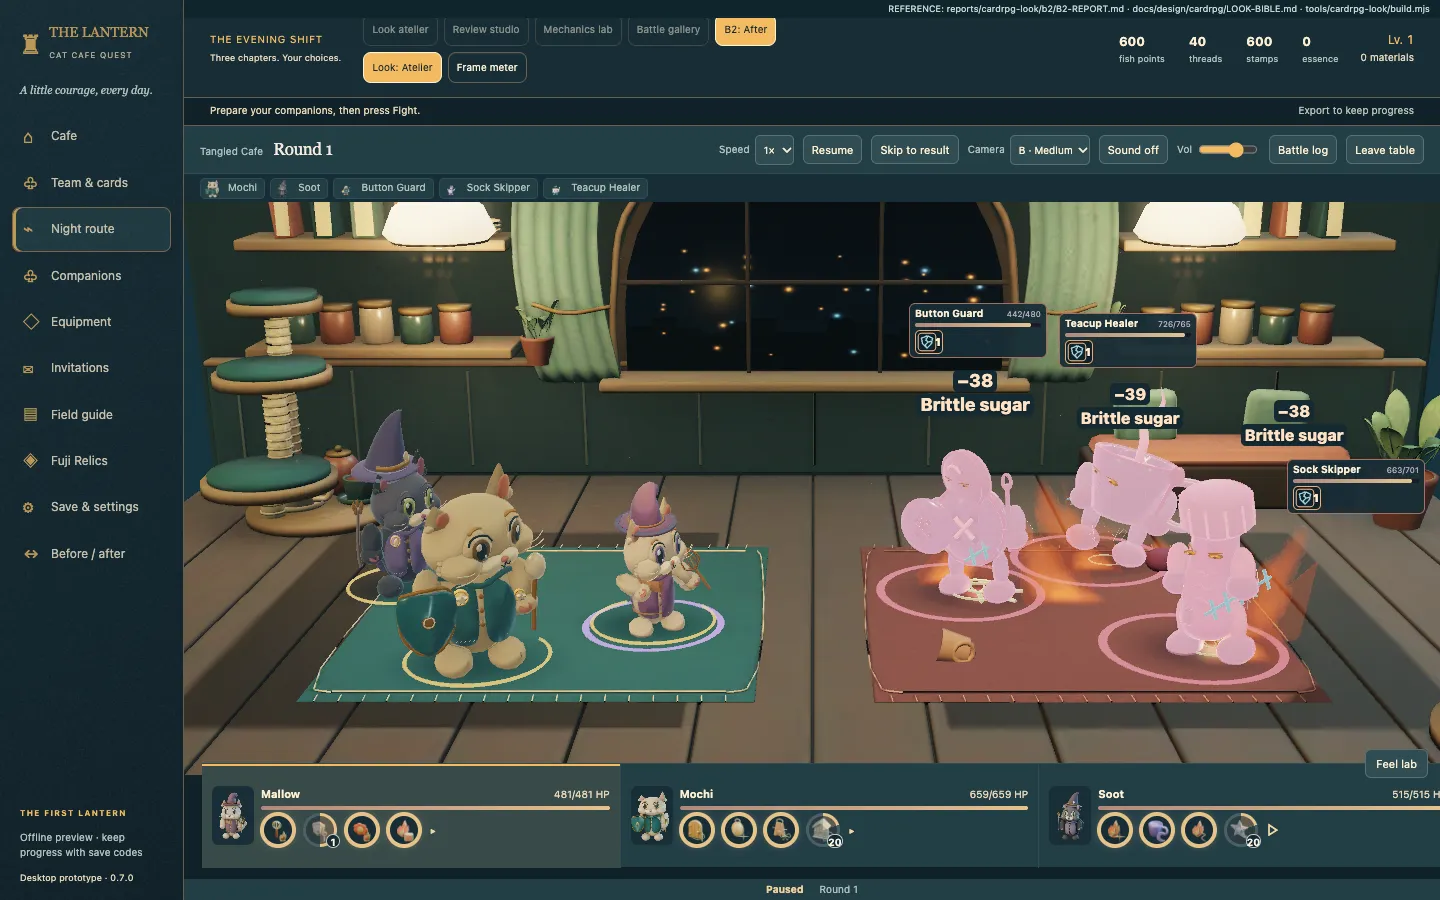 REFERENCE: reports/cardrpg-look/b2/B2-REPORT.md · docs/design/cardrpg/LOOK-BIBLE.md · tools/cardrpg-look/build.mjs
THE LANTERN
CAT CAFE QUEST
A little courage, every day.
Cafe
Team & cards
Night route
Companions
Equipment
Invitations
Field guide
Fuji Relics
Save & settings
Before / after
THE FIRST LANTERN
Offline preview · keep
progress with save codes
Desktop prototype · 0.7.0
THE EVENING SHIFT
Three chapters. Your choices.
Look atelier
Review studio
Mechanics lab
Battle gallery
B2: After
Look: Atelier
Frame meter
600
fish points
40
threads
600
stamps
0
essence
Lv. 1
0 materials
Prepare your companions, then press Fight.
Export to keep progress
Tangled Cafe Round 1
Speed 1x
Resume
Skip to result
Camera B · Medium
Sound off
Vol
Battle log
Leave table
Mochi
Soot
Button Guard
Sock Skipper
Teacup Healer
Button Guard 442/480
1
Teacup Healer 726/765
1
−38
Brittle sugar
−39
Brittle sugar
−38
Brittle sugar
Sock Skipper 663/701
1
Feel lab
Mallow 481/481 HP
1
Mochi 659/659 HP
20
Soot 515/515 H
20
Paused Round 1